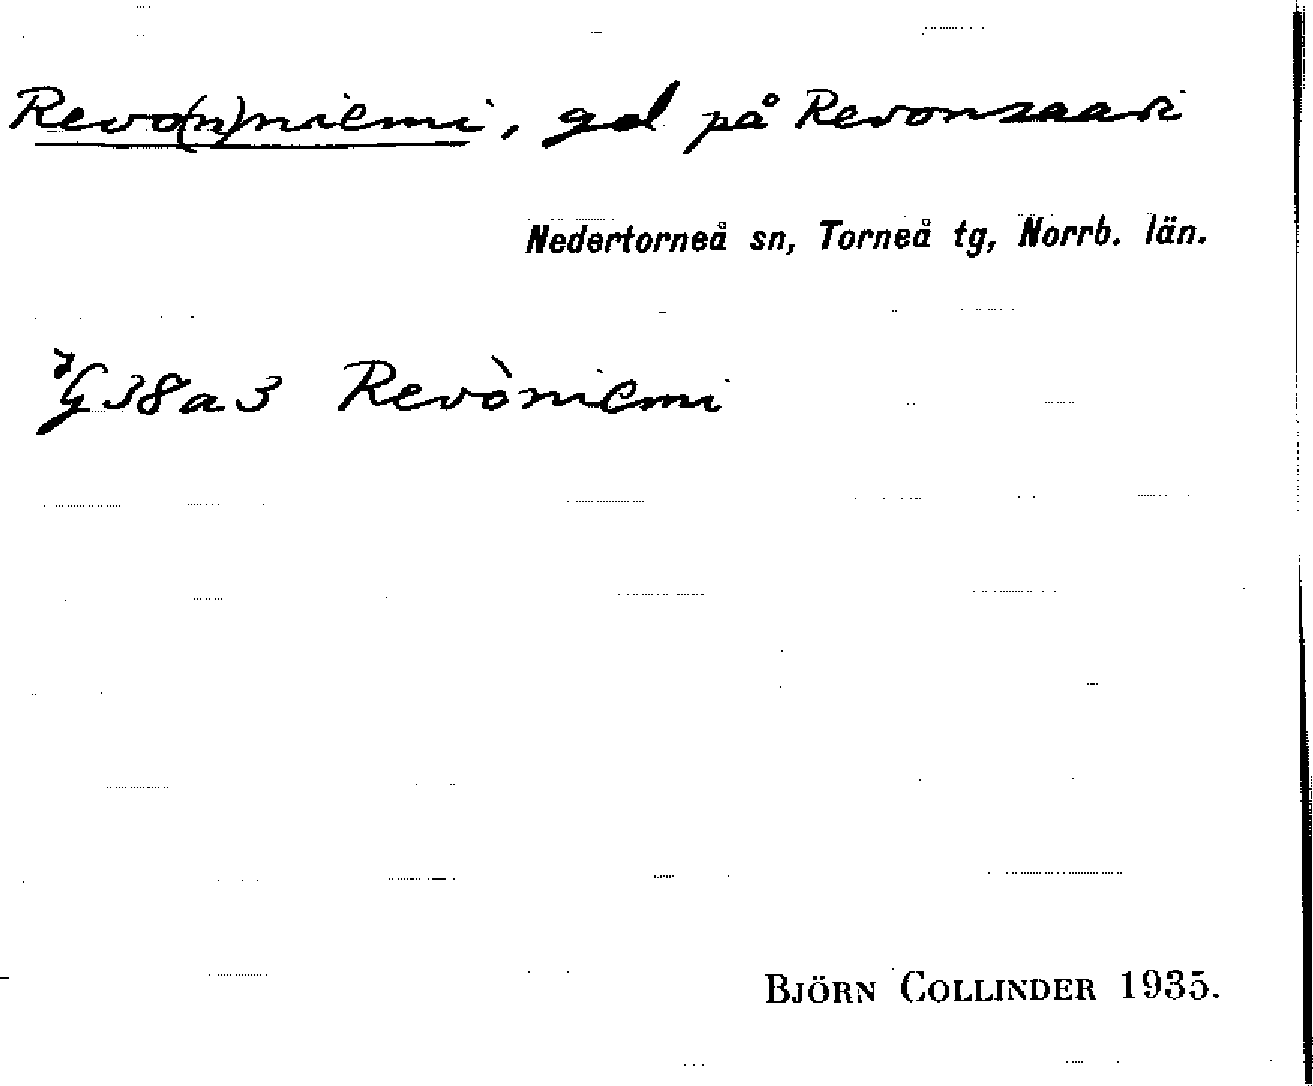 Revo(n)niemi, gd på Revonsaari
Nedertorneå sn, Torneå tg, Norrb. län.
G38a3 Revòniemi
BJÖRN COLLINDER 1935.